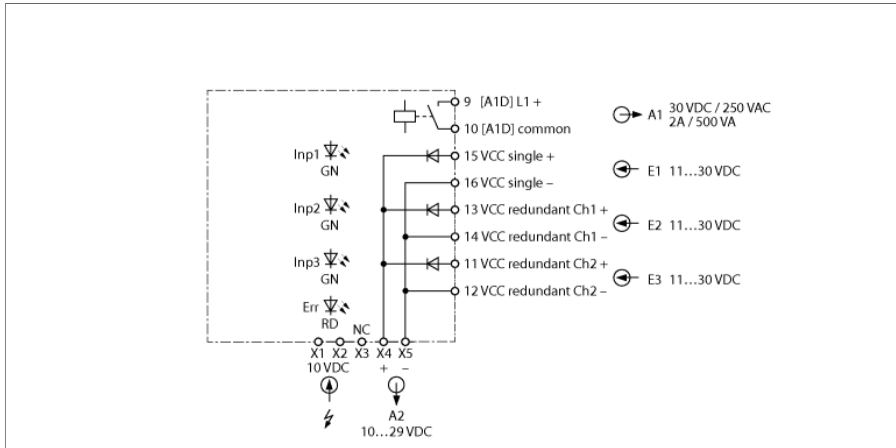 9 [A1D] L1 +
10 [A1D] common
A1 30 VDC / 250 VAC
2A / 500 VA
Inp1
GN
15 VCC single +
16 VCC single –
E1 11...30 VDC
Inp2
GN
13 VCC redundant Ch1 +
14 VCC redundant Ch1 –
E2 11...30 VDC
Inp3
GN
11 VCC redundant Ch2 +
12 VCC redundant Ch2 –
E3 11...30 VDC
Err
RD
NC
X1 X2 X3 X4 X5
10 VDC + –
A2
10...29 VDC